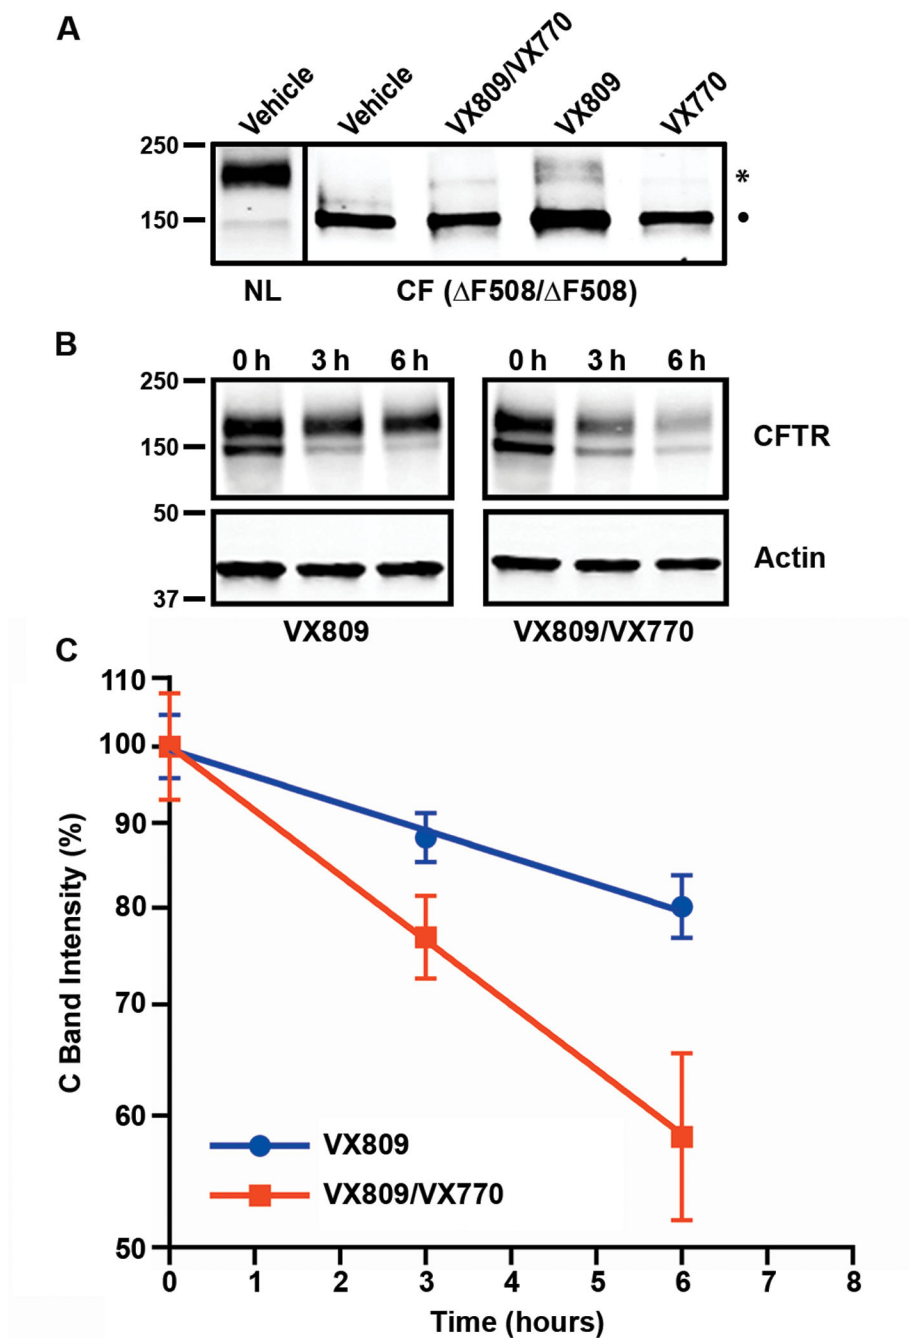 A
Vehicle Vehicle VX809/VX770 VX809 VX770
250
*
150
•
NL CF (ΔF508/ΔF508)
B
0 h 3 h 6 h 0 h 3 h 6 h
250
150
CFTR
50
Actin
37
VX809 VX809/VX770
C
110
100
90
80
70
60
50
C Band Intensity (%)
VX809
VX809/VX770
0 1 2 3 4 5 6 7 8
Time (hours)